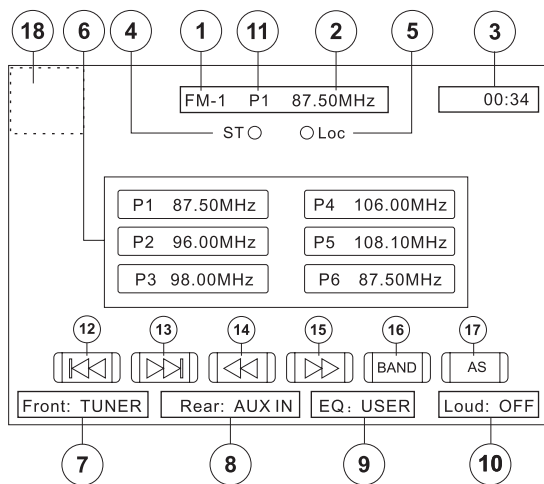 18 6 4 1 11 2 5 3
FM-1 P1 87.50MHz 00:34
ST Loc
P1 87.50MHz P4 106.00MHz
P2 96.00MHz P5 108.10MHz
P3 98.00MHz P6 87.50MHz
12 13 14 15 16 17
BAND AS
Front: TUNER Rear: AUX IN EQ: USER Loud: OFF
7 8 9 10